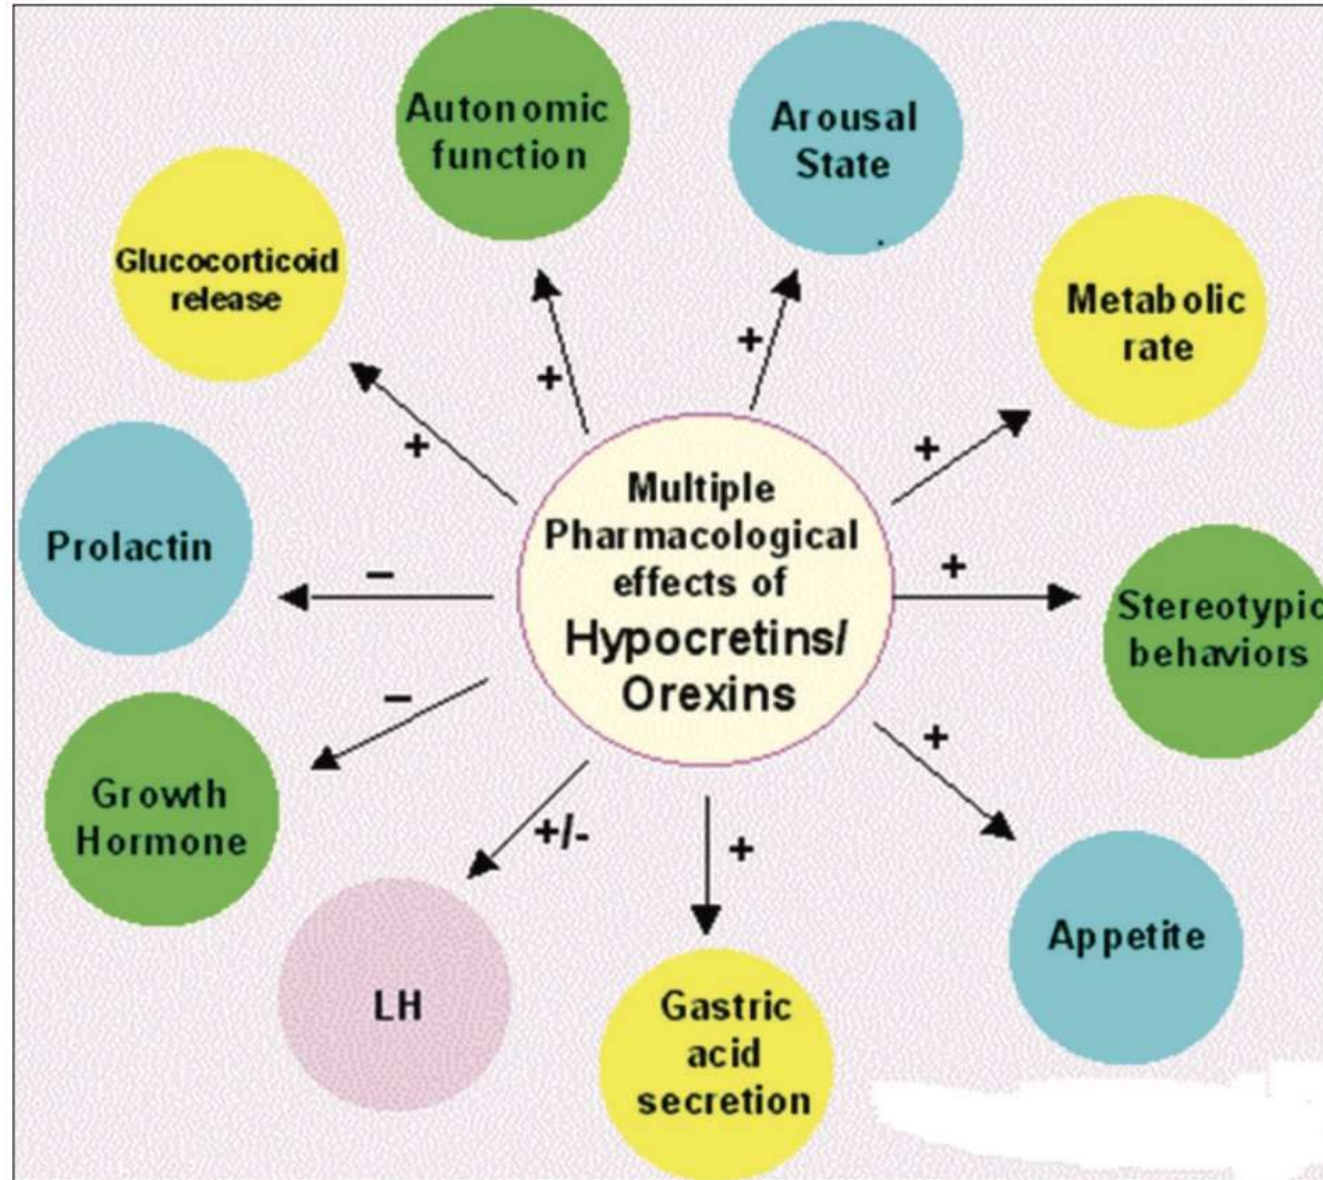 Autonomic
function
Arousal
State
Glucocorticoid
release
Metabolic
rate
+
+
+
+
Multiple
Pharmacological
effects of
Hypocretins/
Orexins
Prolactin
–
+
Stereotypic
behaviors
–
+
Growth
Hormone
+/-
+
Appetite
LH
Gastric
acid
secretion